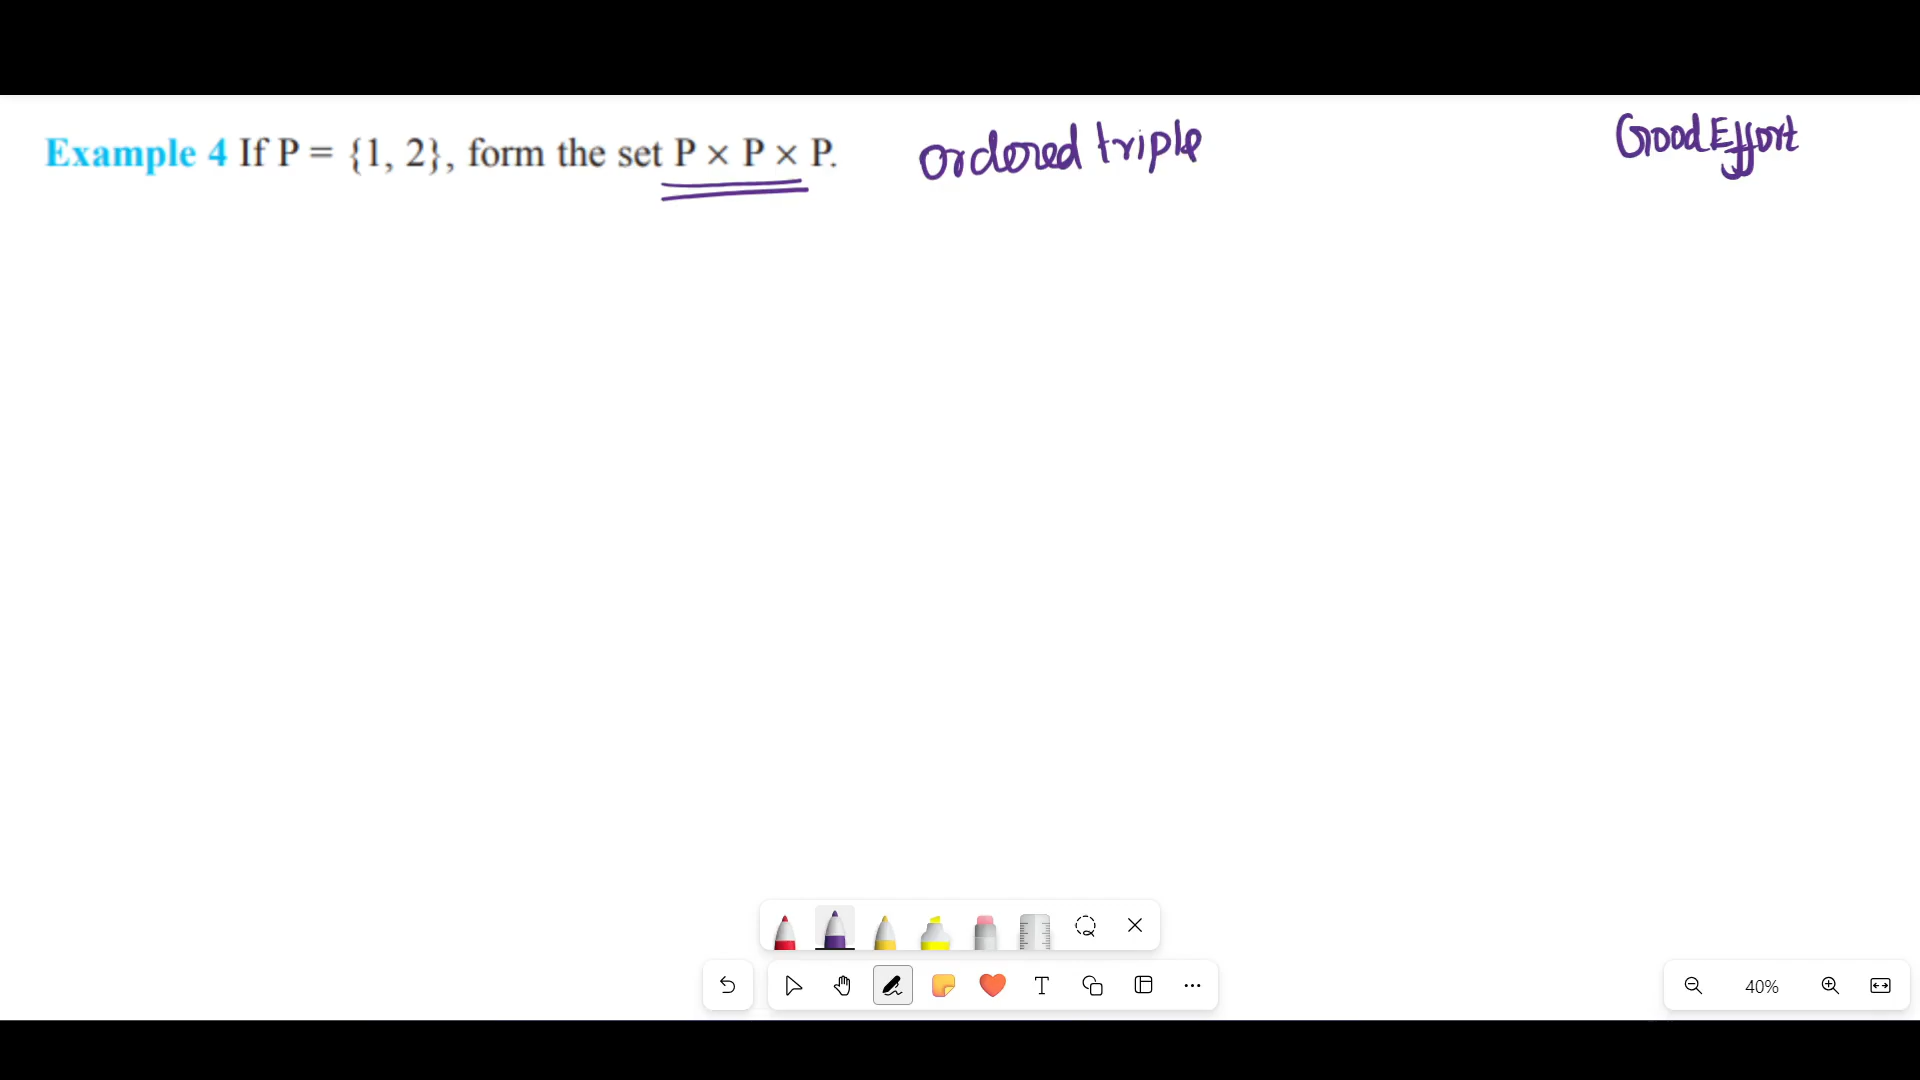 Example 4 If P = {1, 2}, form the set P × P × P. ordered triple Good Effort
40%